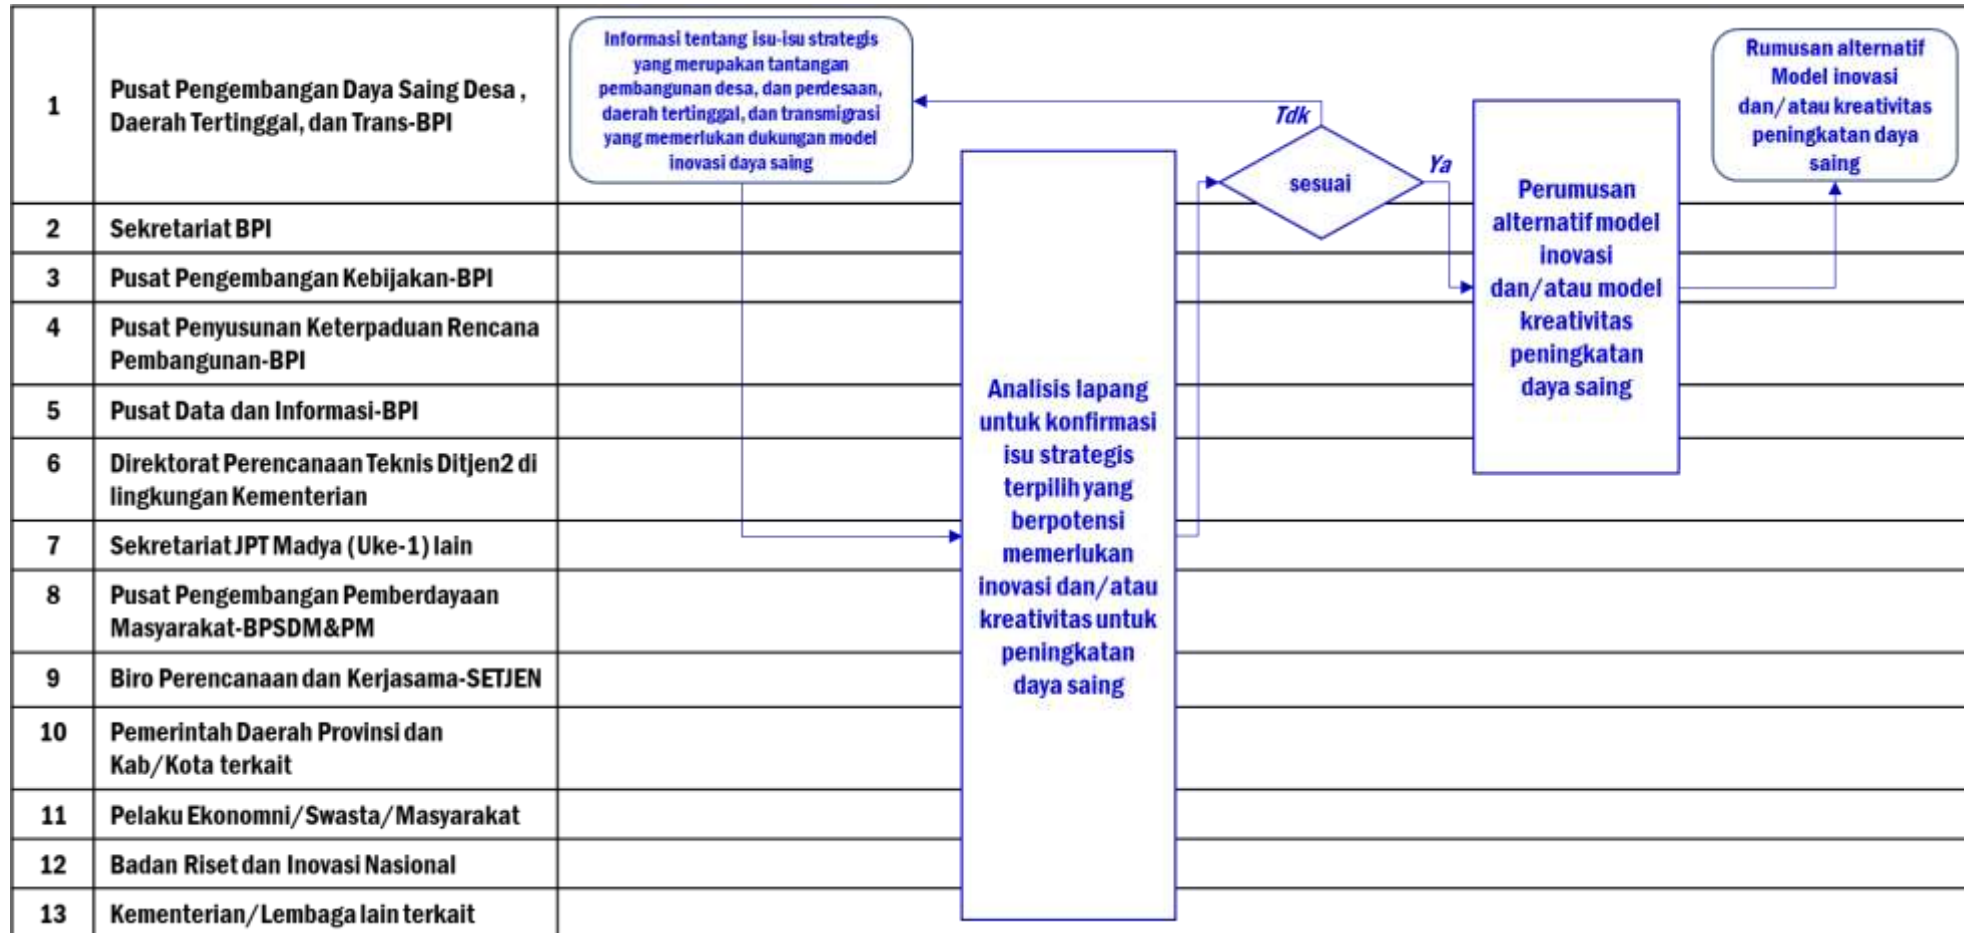 1
Pusat Pengembangan Daya Saing Desa ,
Daerah Tertinggal, dan Trans-BPI
2
Sekretariat BPI
3
Pusat Pengembangan Kebijakan-BPI
4
Pusat Penyusunan Keterpaduan Rencana
Pembangunan-BPI
5
Pusat Data dan Informasi-BPI
6
Direktorat Perencanaan Teknis Ditjen2 di
lingkungan Kementerian
7
Sekretariat JPT Madya (Uke-1) lain
8
Pusat Pengembangan Pemberdayaan
Masyarakat-BPSDM&PM
9
Biro Perencanaan dan Kerjasama-SETJEN
10
Pemerintah Daerah Provinsi dan
Kab/Kota terkait
11
Pelaku Ekonomni/Swasta/Masyarakat
12
Badan Riset dan Inovasi Nasional
13
Kementerian/Lembaga lain terkait
Informasi tentang isu-isu strategis
yang merupakan tantangan
pembangunan desa, dan perdesaan,
daerah tertinggal, dan transmigrasi
yang memerlukan dukungan model
inovasi daya saing
Analisis lapang
untuk konfirmasi
isu strategis
terpilih yang
berpotensi
memerlukan
inovasi dan/atau
kreativitas untuk
peningkatan
daya saing
Tdk
sesuai
Ya
Perumusan
alternatif model
inovasi
dan/atau model
kreativitas
peningkatan
daya saing
Rumusan alternatif
Model inovasi
dan/atau kreativitas
peningkatan daya
saing